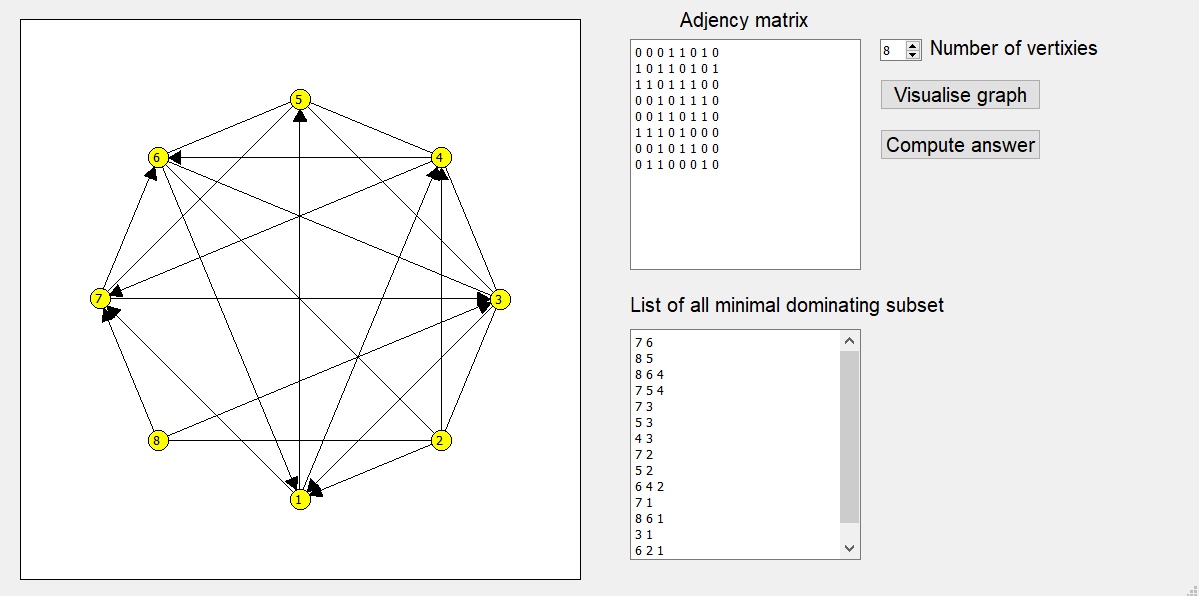 Adjency matrix
0 0 0 1 1 0 1 0
1 0 1 1 0 1 0 1
1 1 0 1 1 1 0 0
0 0 1 0 1 1 1 0
0 0 1 1 0 1 1 0
1 1 1 0 1 0 0 0
0 0 1 0 1 1 0 0
0 1 1 0 0 0 1 0
8 Number of vertixies
Visualise graph
Compute answer
5
6
4
7
3
8
2
1
List of all minimal dominating subset
7 6
8 5
8 6 4
7 5 4
7 3
5 3
4 3
7 2
5 2
6 4 2
7 1
8 6 1
3 1
6 2 1